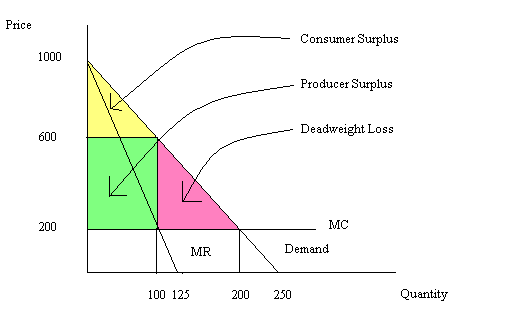 Price
Consumer Surplus
1000
Producer Surplus
Deadweight Loss
600
200
MC
MR
Demand
100 125 200 250
Quantity